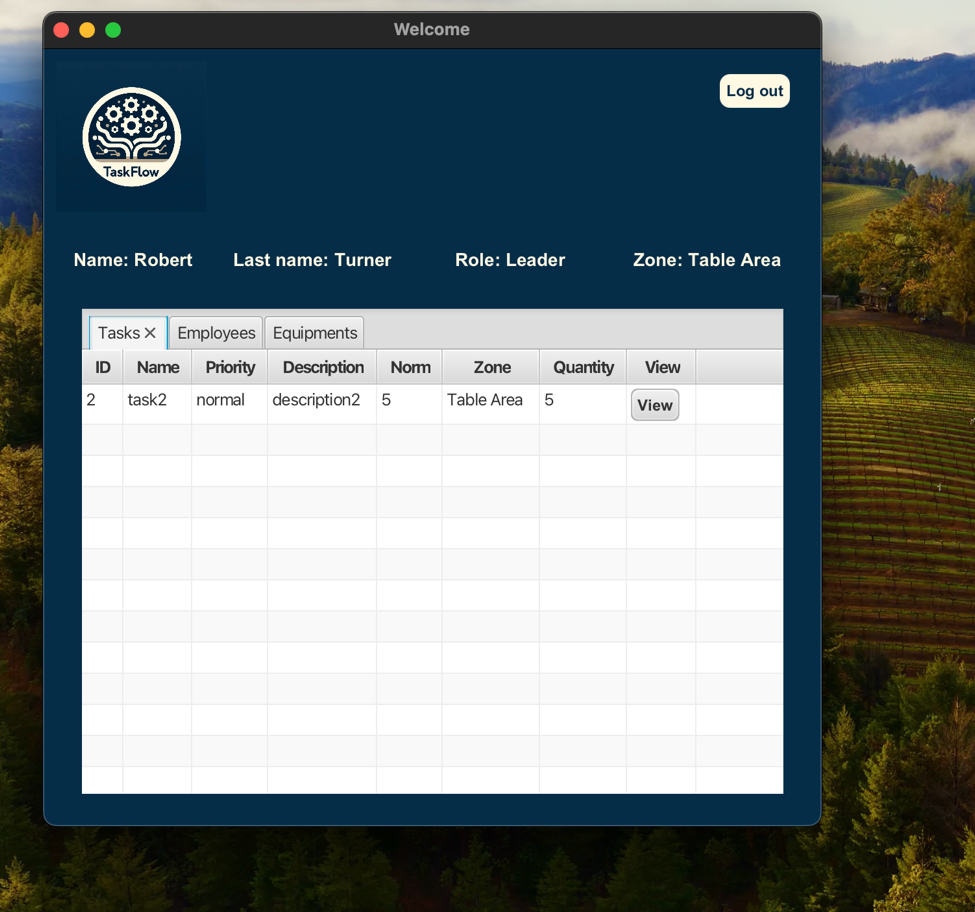 Welcome
Log out
TaskFlow
Name: Robert Last name: Turner Role: Leader Zone: Table Area
Tasks Employees Equipments
ID Name Priority Description Norm Zone Quantity View
2 task2 normal description2 5 Table Area 5 View